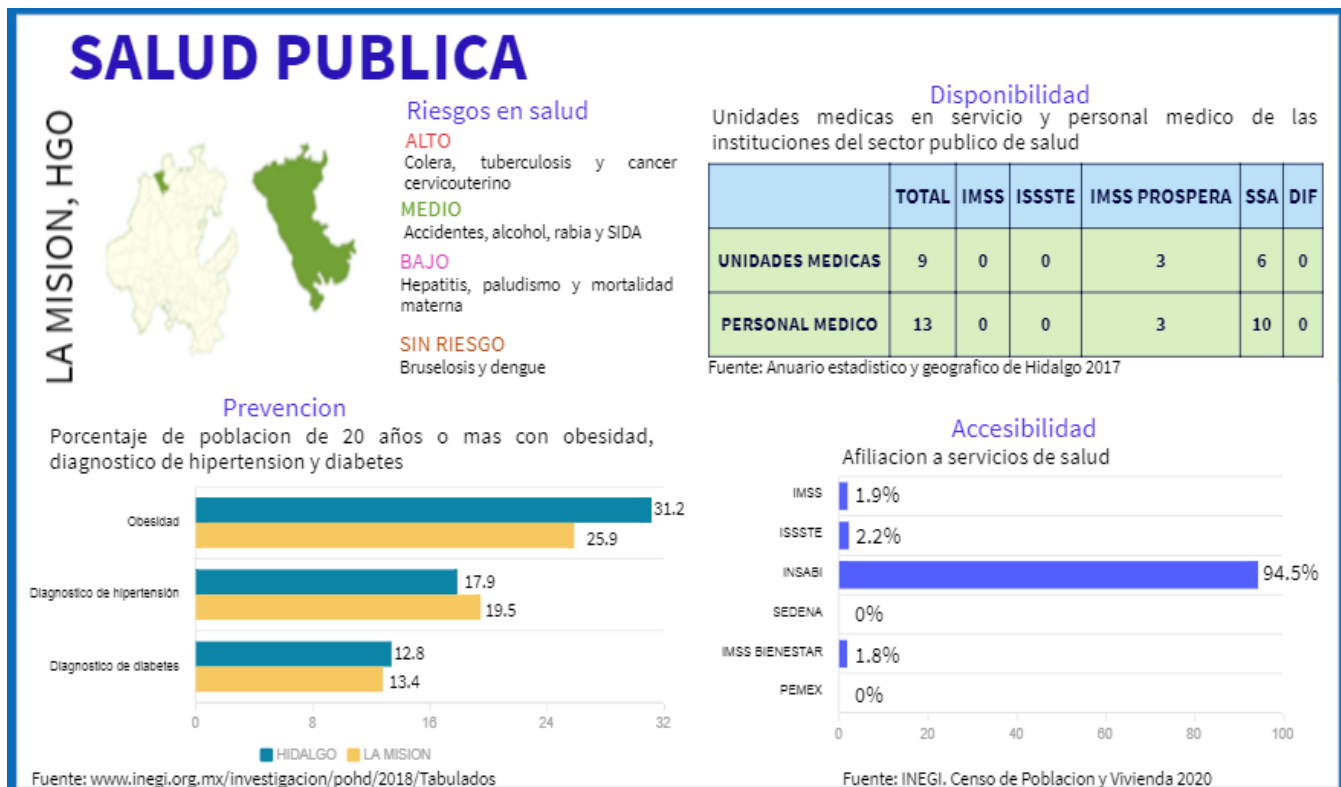 SALUD PUBLICA
LA MISION, HGO
Riesgos en salud
ALTO
Colera, tuberculosis y cancer
cervicouterino
MEDIO
Accidentes, alcohol, rabia y SIDA
BAJO
Hepatitis, paludismo y mortalidad
materna
SIN RIESGO
Bruselosis y dengue
Disponibilidad
Unidades medicas en servicio y personal medico de las
instituciones del sector publico de salud
TOTAL IMSS ISSSTE IMSS PROSPERA SSA DIF
UNIDADES MEDICAS 9 0 0 3 6 0
PERSONAL MEDICO 13 0 0 3 10 0
Fuente: Anuario estadistico y geografico de Hidalgo 2017
Prevencion
Porcentaje de poblacion de 20 años o mas con obesidad,
diagnostico de hipertension y diabetes
Obesidad
31.2
25.9
Diagnostico de hipertensión
17.9
19.5
Diagnostico de diabetes
12.8
13.4
0 8 16 24 32
HIDALGO LA MISION
Fuente: www.inegi.org.mx/investigacion/pohd/2018/Tabulados
Accesibilidad
Afiliacion a servicios de salud
IMSS 1.9%
ISSSTE 2.2%
INSABI 94.5%
SEDENA 0%
IMSS BIENESTAR 1.8%
PEMEX 0%
0 20 40 60 80 100
Fuente: INEGI. Censo de Poblacion y Vivienda 2020